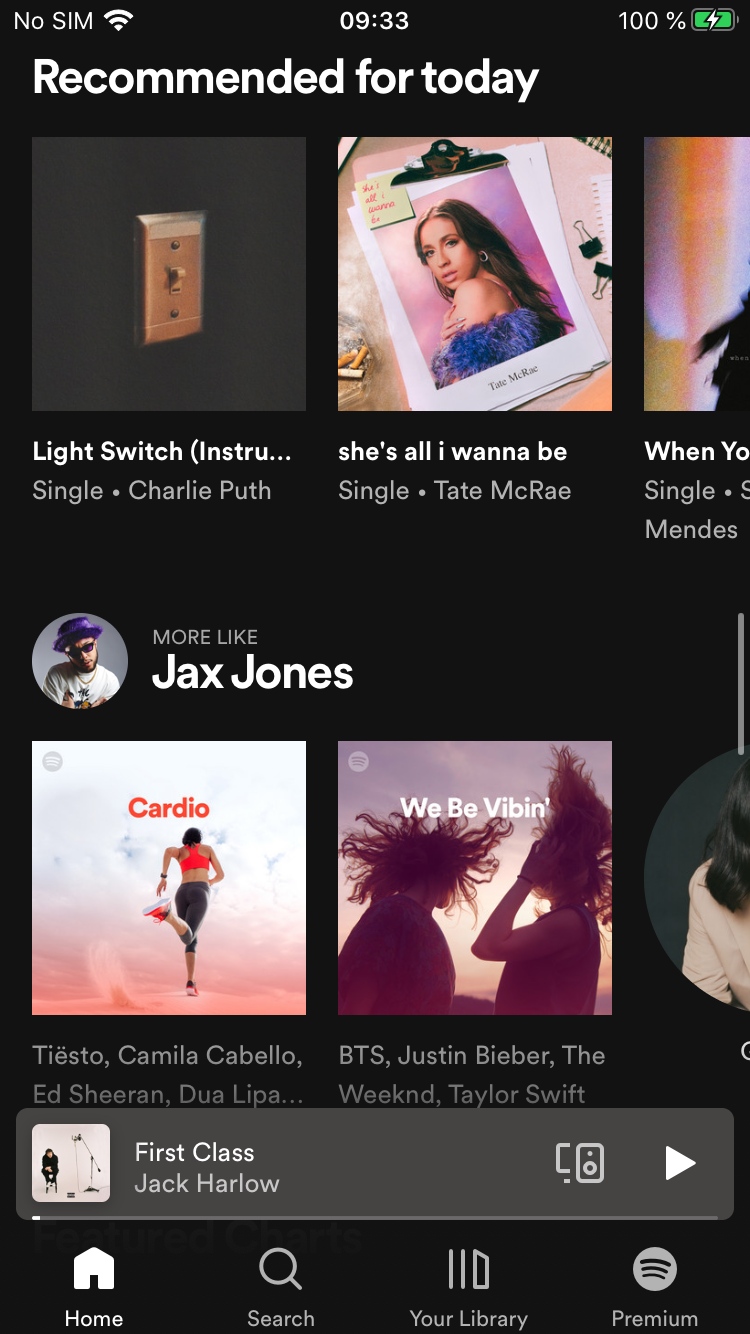 No SIM 09:33 100 %
Recommended for today
she's
all i
wanna
be
Tate McRae
when
Light Switch (Instru...
Single • Charlie Puth
she's all i wanna be
Single • Tate McRae
When Yo
Single • S
Mendes
MORE LIKE
Jax Jones
Cardio
We Be Vibin'
Tiësto, Camila Cabello,
Ed Sheeran, Dua Lipa...
BTS, Justin Bieber, The
Weeknd, Taylor Swift
First Class
Jack Harlow
Featured Charts
Home
Search
Your Library
Premium